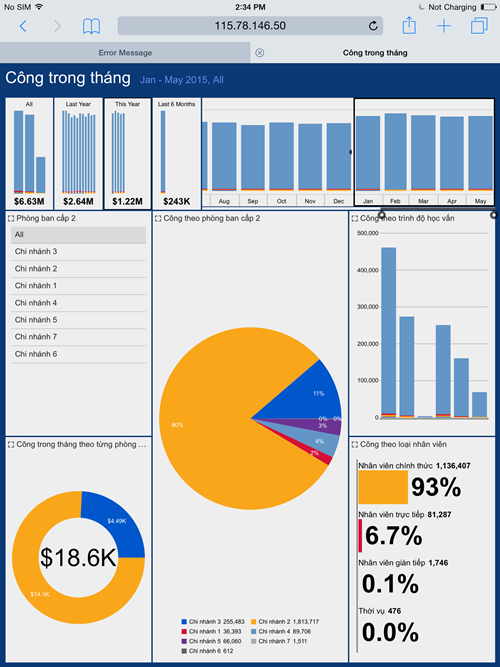 No SIM 2:34 PM Not Charging
115.78.146.50
Error Message Công trong tháng
Công trong tháng Jan - May 2015, All
All Last Year This Year Last 6 Months
$6.63M $2.64M $1.22M $243K
Aug Sep Oct Nov Dec Jan Feb Mar Apr May
Phòng ban cấp 2
All
Chi nhánh 3
Chi nhánh 2
Chi nhánh 1
Chi nhánh 4
Chi nhánh 5
Chi nhánh 7
Chi nhánh 6
Công theo phòng ban cấp 2
11%
0% 0%
3%
4%
2%
80%
Chi nhánh 3 255,483 Chi nhánh 2 1,813,717
Chi nhánh 1 36,393 Chi nhánh 4 89,706
Chi nhánh 5 66,060 Chi nhánh 7 1,511
Chi nhánh 6 612
Công theo trình độ học vấn
500,000
400,000
300,000
200,000
100,000
0
Công trong tháng theo từng phòng ...
$4.49K
$18.6K
$14.1K
Công theo loại nhân viên
Nhân viên chính thức 1,136,407
93%
Nhân viên trực tiếp 81,287
6.7%
Nhân viên gián tiếp 1,746
0.1%
Thời vụ 476
0.0%